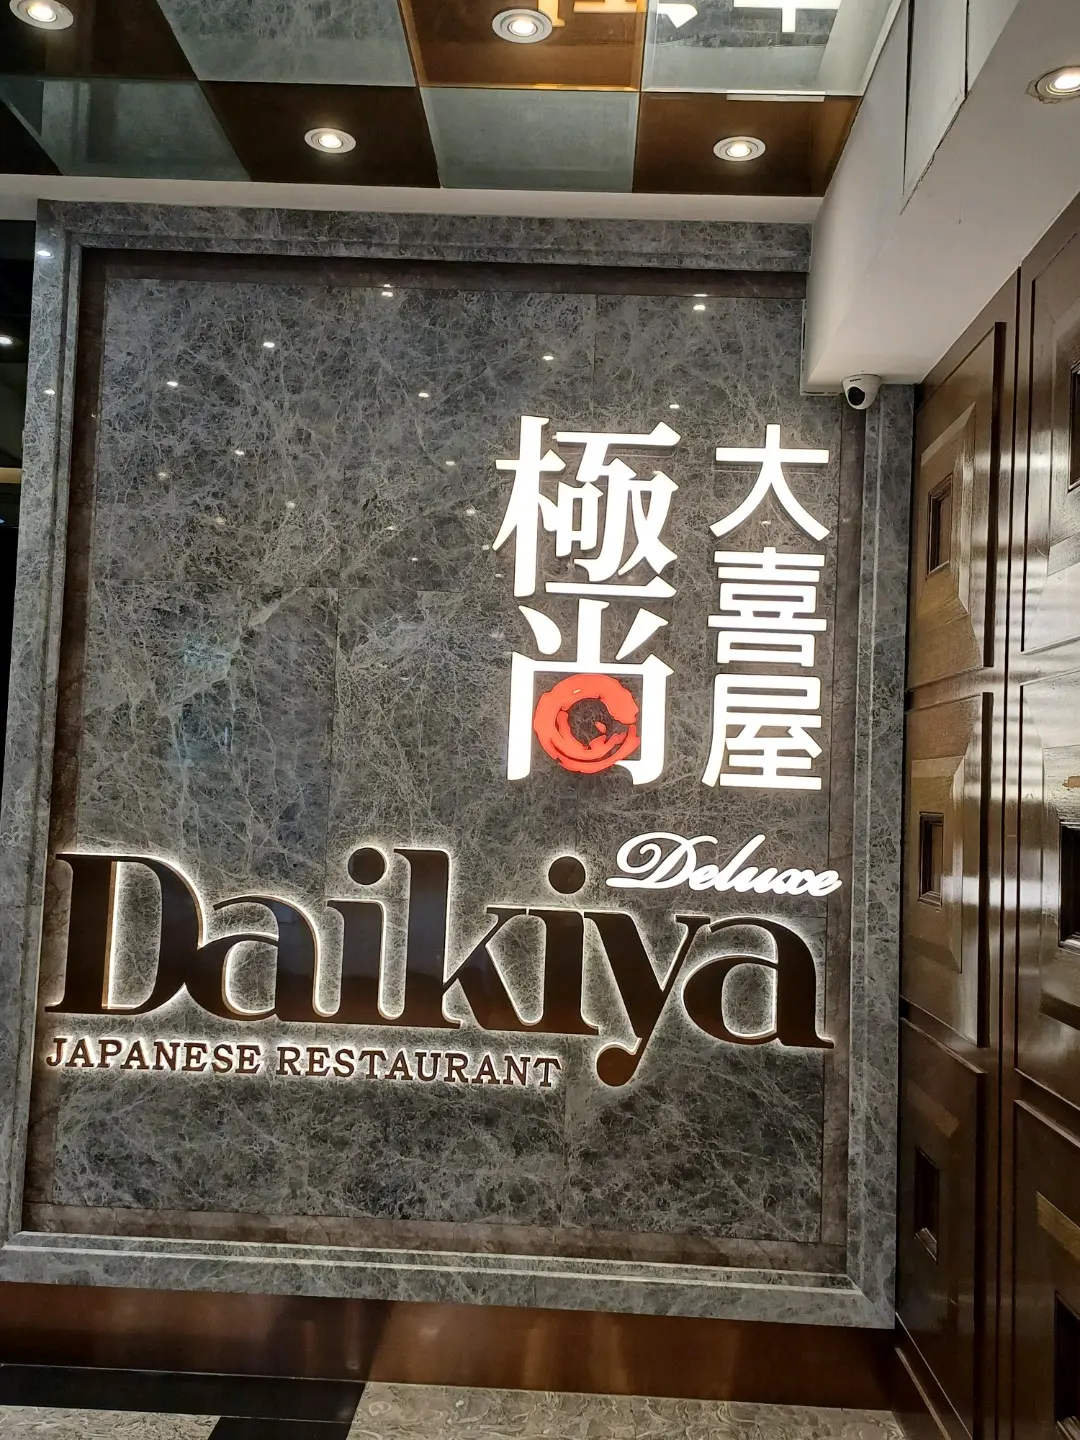 大喜屋
極尚
Deluxe
Daikiya
JAPANESE RESTAURANT